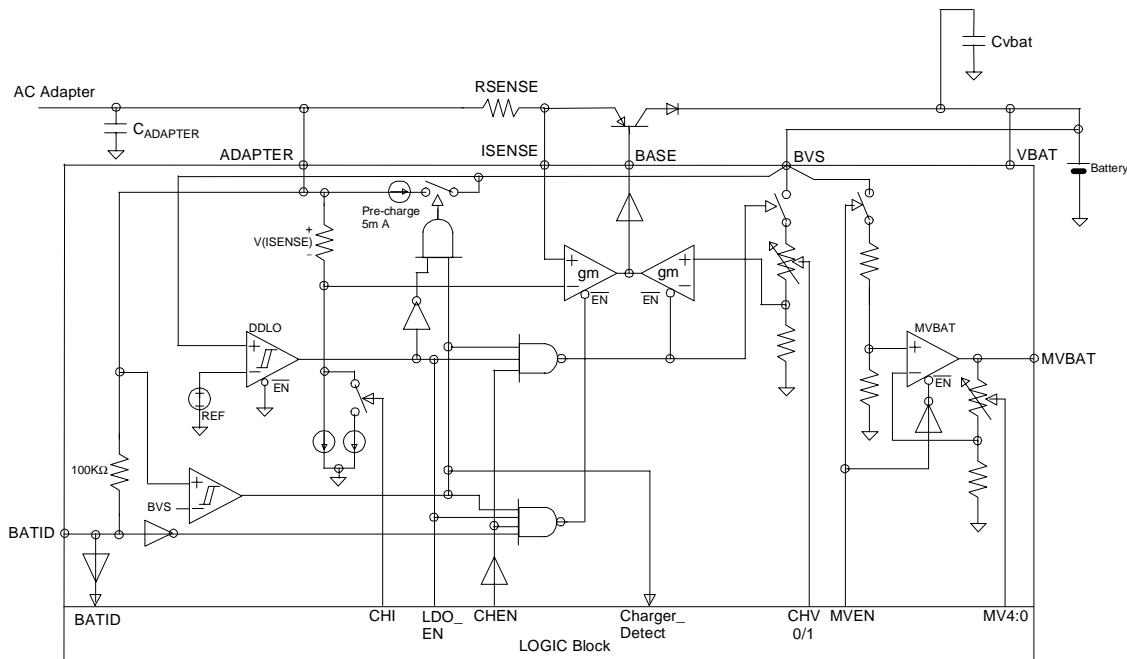 Cvbat
RSENSE
AC Adapter
CADAPTER
ADAPTER
ISENSE
BASE
BVS
VBAT
Battery
Pre-charge
5m A
+
V(ISENSE)
–
+
gm
–
EN
+
gm
–
EN
DDLO
+
–
EN
REF
MVBAT
+
–
EN
MVBAT
100KΩ
+
BVS
–
BATID
BATID
CHI
LDO_
EN
CHEN
Charger_
Detect
CHV
0/1
MVEN
MV4:0
LOGIC Block